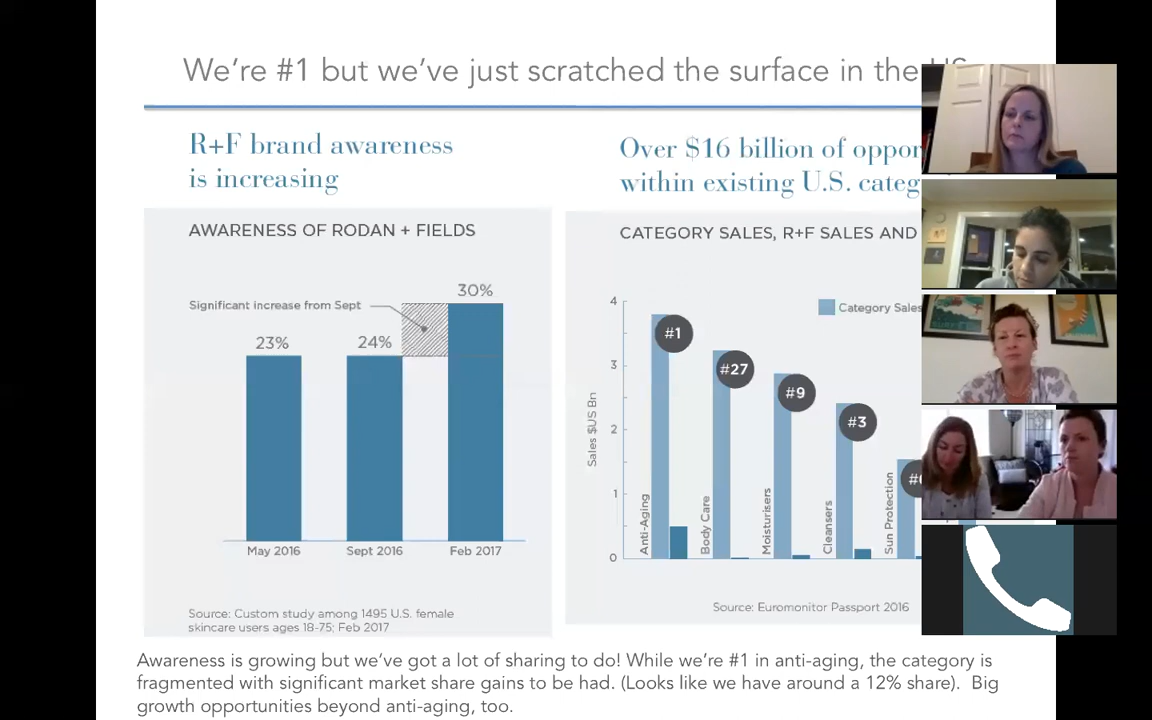 We're #1 but we've just scratched the surface in the US
R+F brand awareness
is increasing
AWARENESS OF RODAN + FIELDS
Significant increase from Sept
30%
23%
24%
May 2016
Sept 2016
Feb 2017
Source: Custom study among 1495 U.S. female
skincare users ages 18-75; Feb 2017
Over $16 billion of
within existing U.S.
CATEGORY SALES, R+F SALES AND
Category Sales
4
3
2
1
0
Sales $US Bn
#1
#27
#9
#3
Anti-Aging
Body Care
Moisturisers
Cleansers
Sun Protection
Source: Euromonitor Passport 2016
Awareness is growing but we've got a lot of sharing to do! While we're #1 in anti-aging, the category is
fragmented with significant market share gains to be had. (Looks like we have around a 12% share).  Big
growth opportunities beyond anti-aging, too.